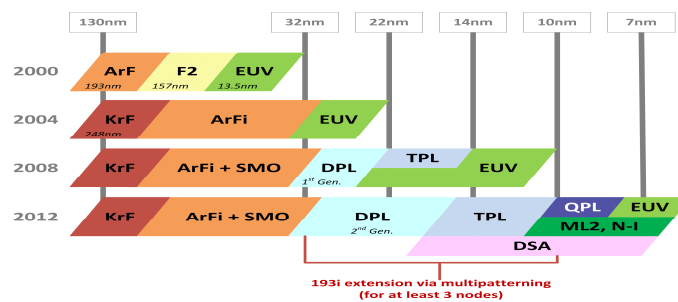 130nm 32nm 22nm 14nm 10nm 7nm
2000 ArF F2 EUV
193nm 157nm 13.5nm
2004 KrF ArFi EUV
248nm
2008 KrF ArFi + SMO DPL TPL EUV
1st Gen.
2012 KrF ArFi + SMO DPL TPL QPL EUV
2nd Gen. ML2, N-I
DSA
193i extension via multipatterning
(for at least 3 nodes)